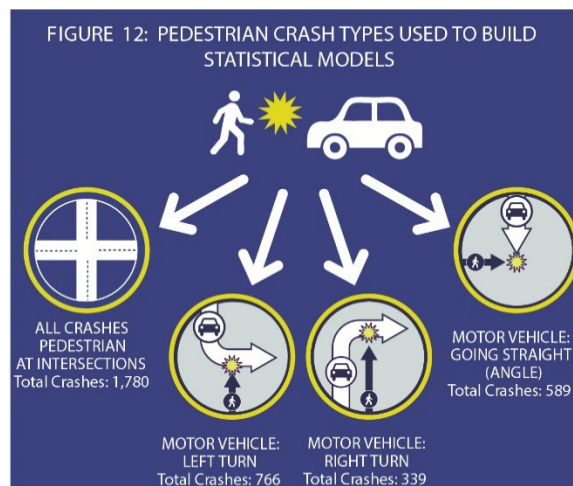 FIGURE 12: PEDESTRIAN CRASH TYPES USED TO BUILD
STATISTICAL MODELS
ALL CRASHES
PEDESTRIAN
AT INTERSECTIONS
Total Crashes: 1,780
MOTOR VEHICLE:
LEFT TURN
Total Crashes: 766
MOTOR VEHICLE:
RIGHT TURN
Total Crashes: 339
MOTOR VEHICLE:
GOING STRAIGHT
(ANGLE)
Total Crashes: 589